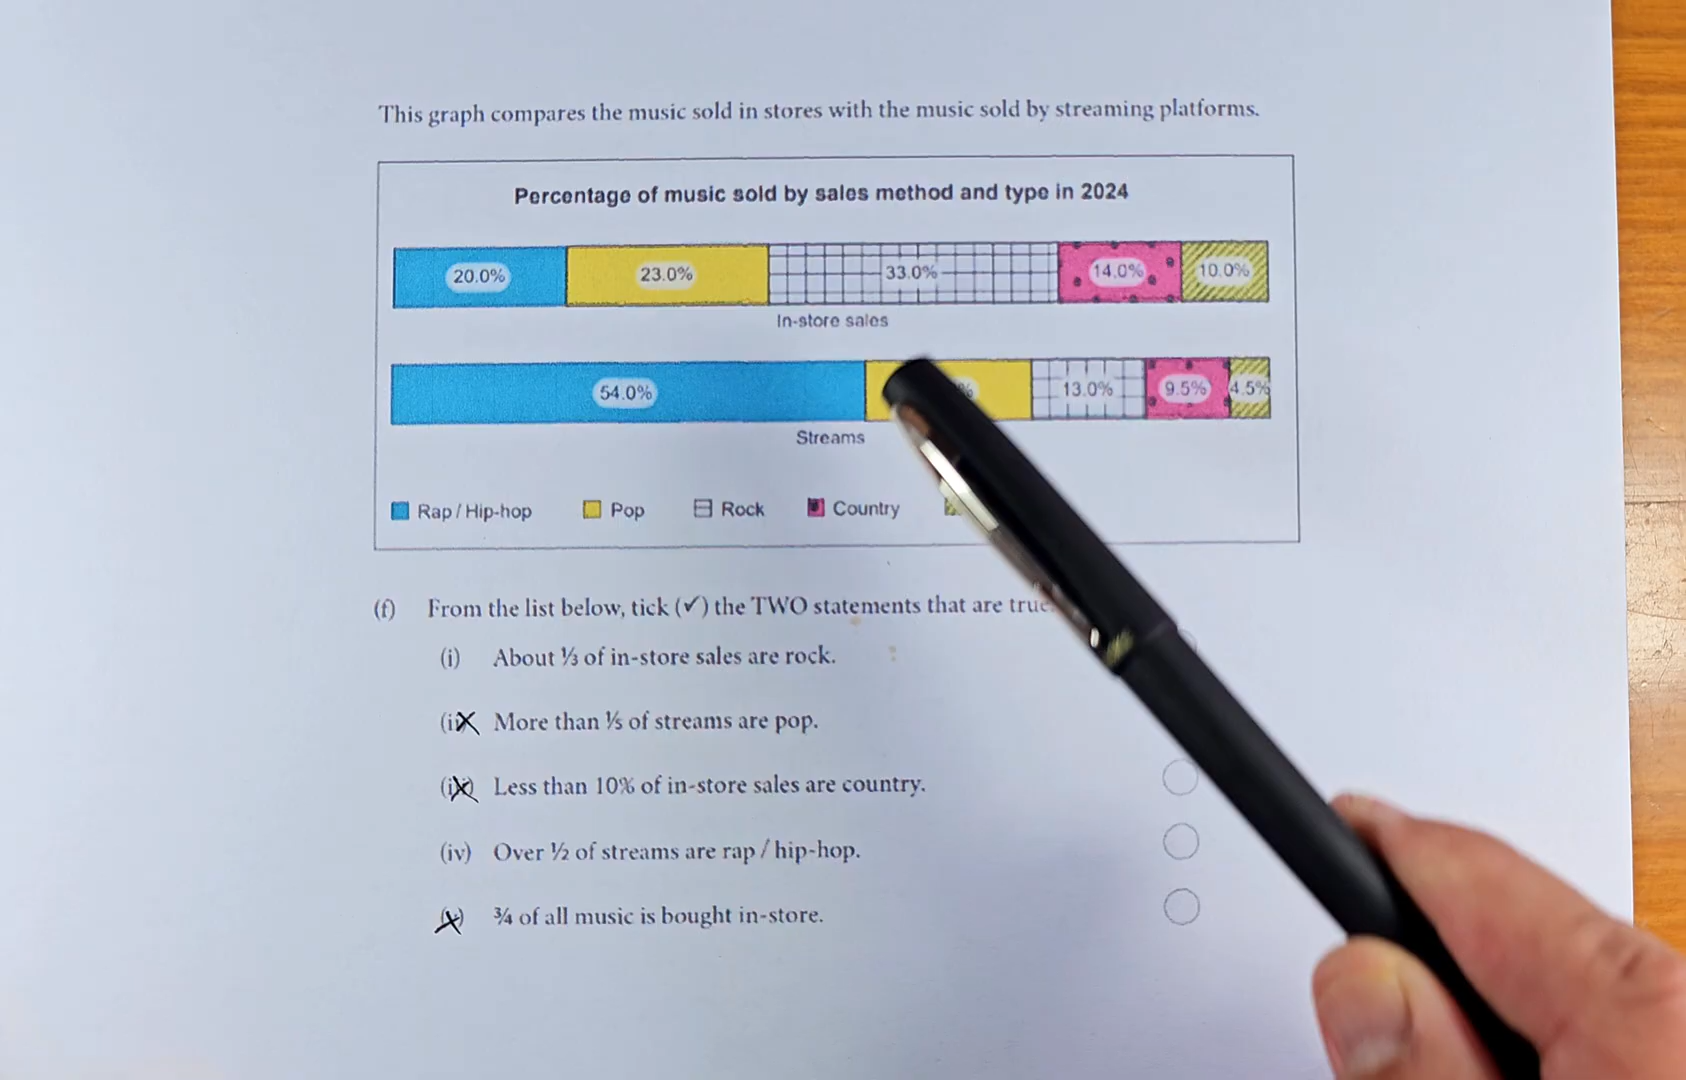 This graph compares the music sold in stores with the music sold by streaming platforms.
Percentage of music sold by sales method and type in 2024
20.0% 23.0% 33.0% 14.0% 10.0%
In-store sales
54.0% % 13.0% 9.5% 4.5%
Streams
Rap / Hip-hop Pop Rock Country
(f) From the list below, tick (✓) the TWO statements that are true
(i) About ⅓ of in-store sales are rock.
More than ⅕ of streams are pop.
Less than 10% of in-store sales are country.
(iv) Over ½ of streams are rap / hip-hop.
¾ of all music is bought in-store.